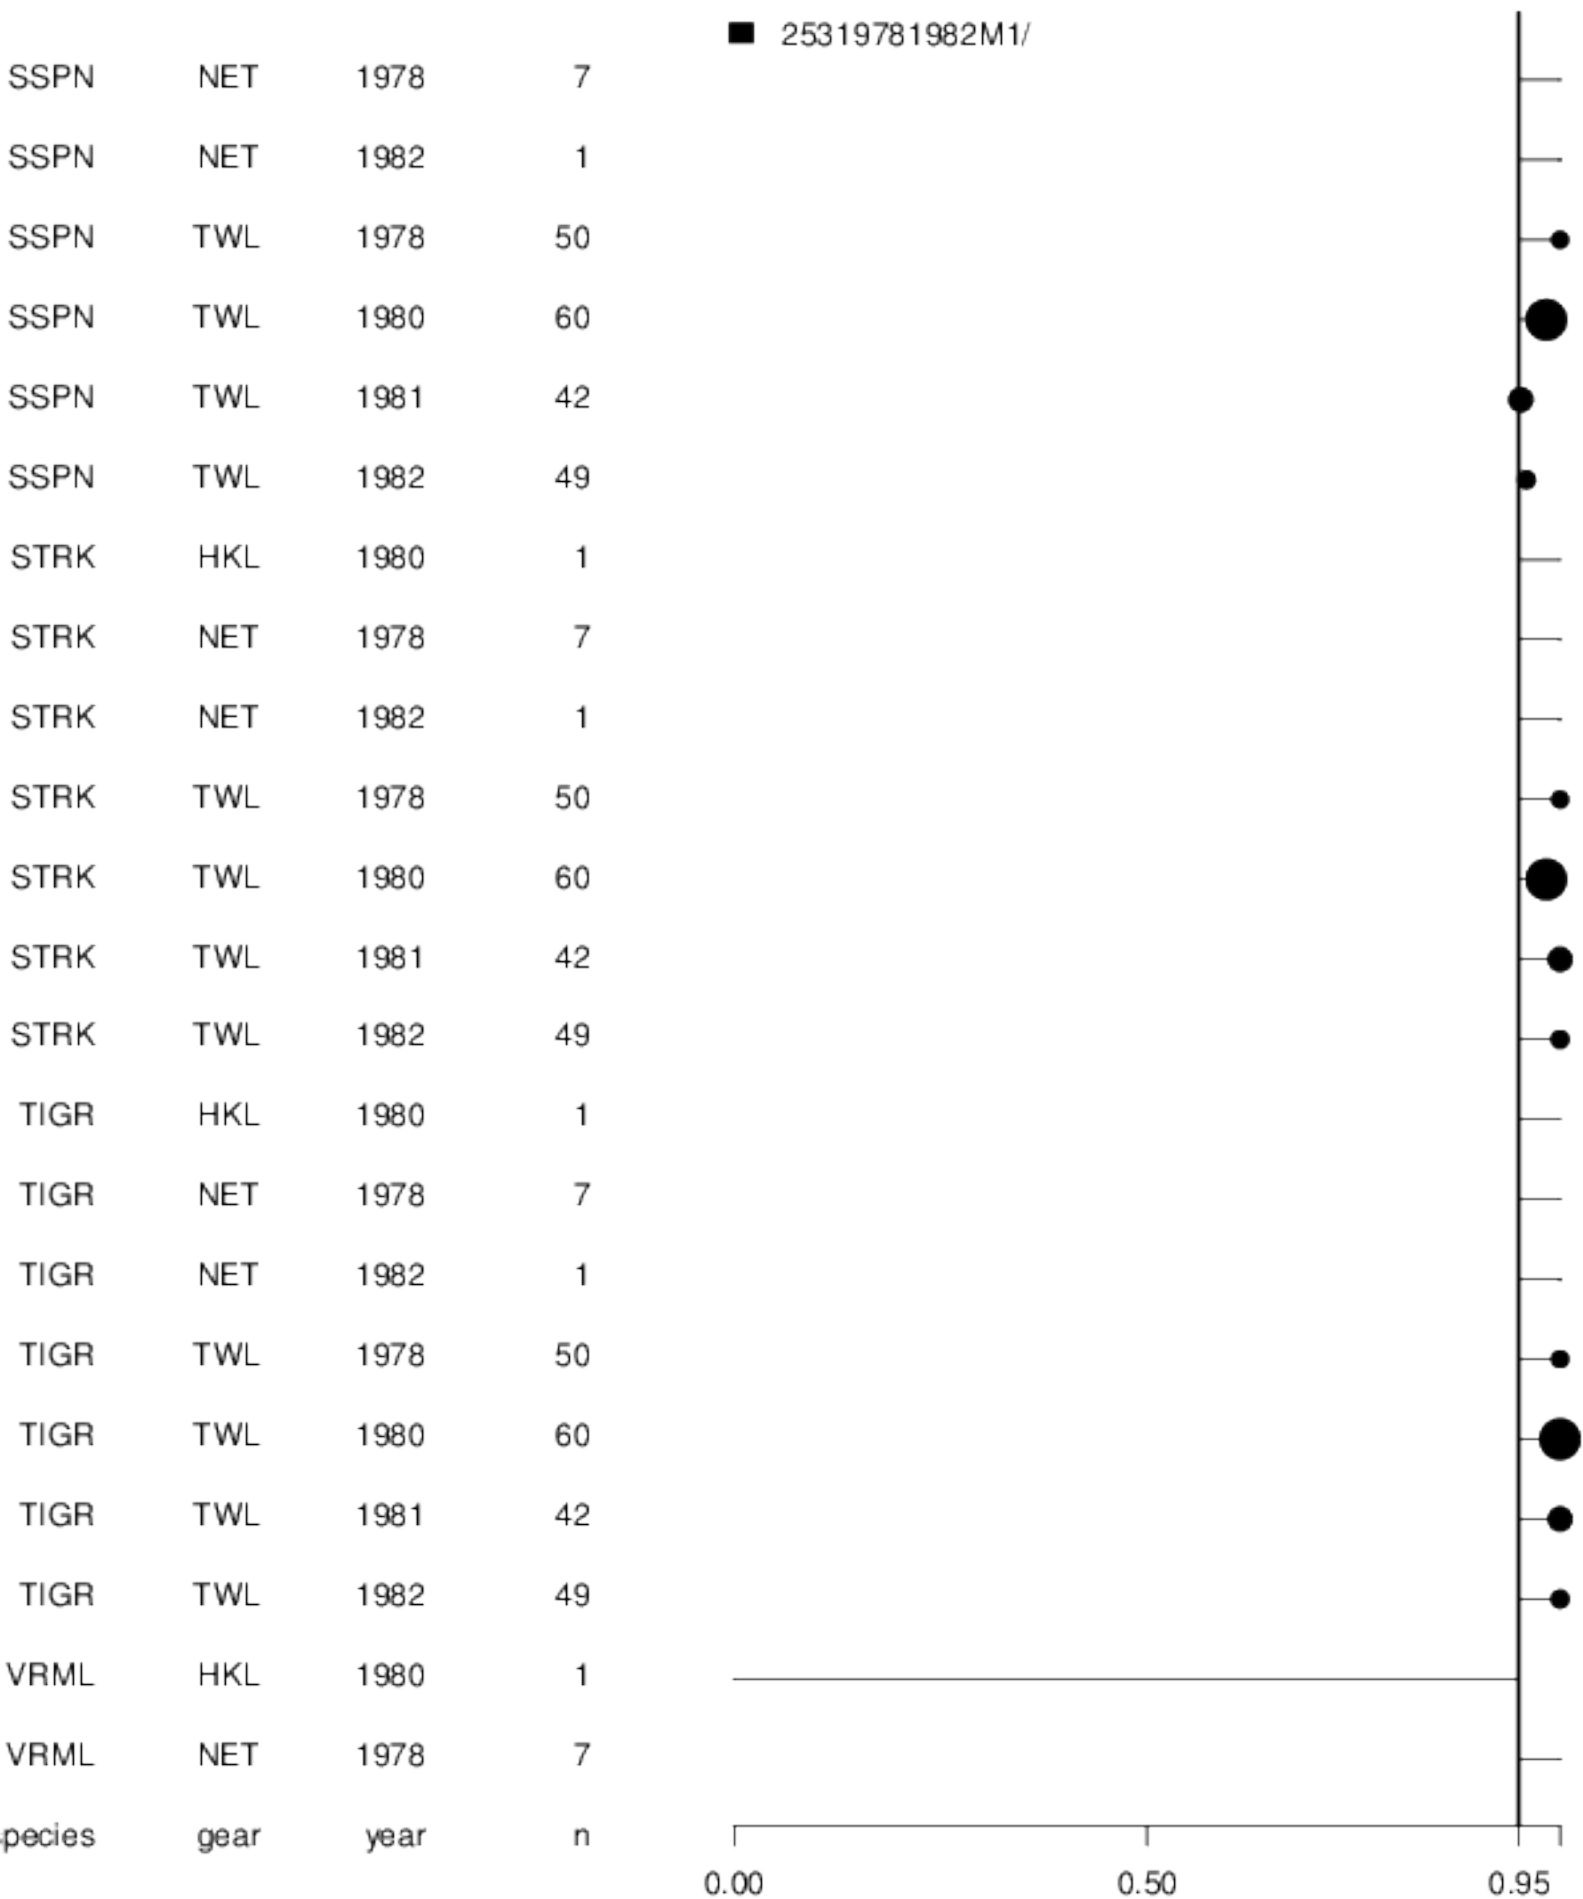 25319781982M1/
SSPN NET 1978 7
SSPN NET 1982 1
SSPN TWL 1978 50
SSPN TWL 1980 60
SSPN TWL 1981 42
SSPN TWL 1982 49
STRK HKL 1980 1
STRK NET 1978 7
STRK NET 1982 1
STRK TWL 1978 50
STRK TWL 1980 60
STRK TWL 1981 42
STRK TWL 1982 49
TIGR HKL 1980 1
TIGR NET 1978 7
TIGR NET 1982 1
TIGR TWL 1978 50
TIGR TWL 1980 60
TIGR TWL 1981 42
TIGR TWL 1982 49
VRML HKL 1980 1
VRML NET 1978 7
pecies gear year n
0.00 0.50 0.95